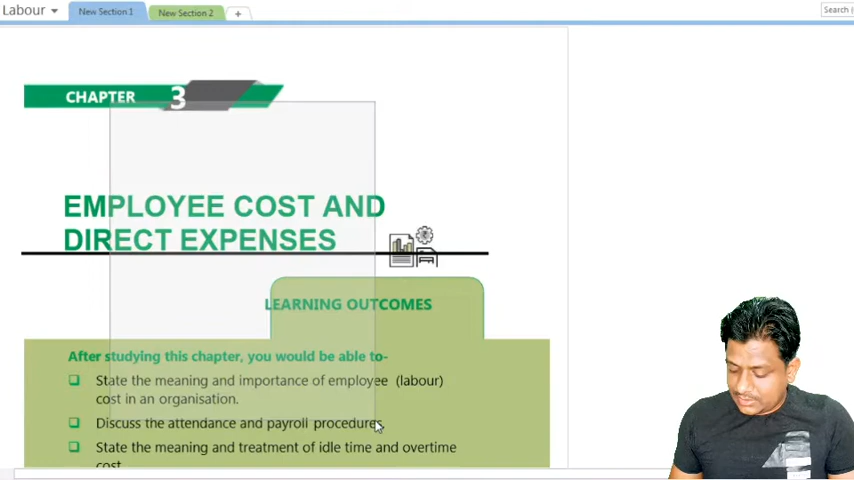 Labour
New Section 1
New Section 2
+
Search (
CHAPTER 3
EMPLOYEE COST AND
DIRECT EXPENSES
LEARNING OUTCOMES
After studying this chapter, you would be able to-
State the meaning and importance of employee (labour)
cost in an organisation.
Discuss the attendance and payroll procedures.
State the meaning and treatment of idle time and overtime
cost